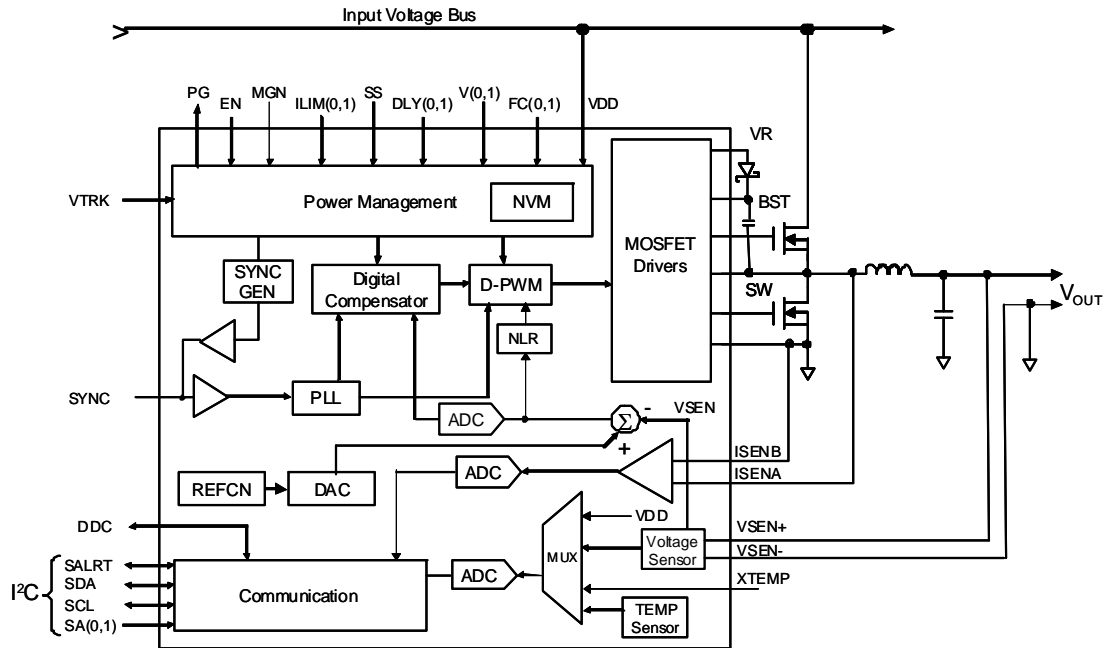 Input Voltage Bus
PG
EN
MGN
ILIM(0,1)
SS
DLY(0,1)
V(0,1)
FC(0,1)
VDD
VR
VTRK
Power Management
NVM
BST
MOSFET
Drivers
SYNC
GEN
Digital
Compensator
D-PWM
SW
VOUT
NLR
SYNC
PLL
ADC
Σ
-
+
VSEN
ISENB
ISENA
REFCN
DAC
ADC
DDC
VDD
MUX
Voltage
Sensor
VSEN+
VSEN-
I²C
SALRT
SDA
SCL
SA(0,1)
Communication
ADC
XTEMP
TEMP
Sensor